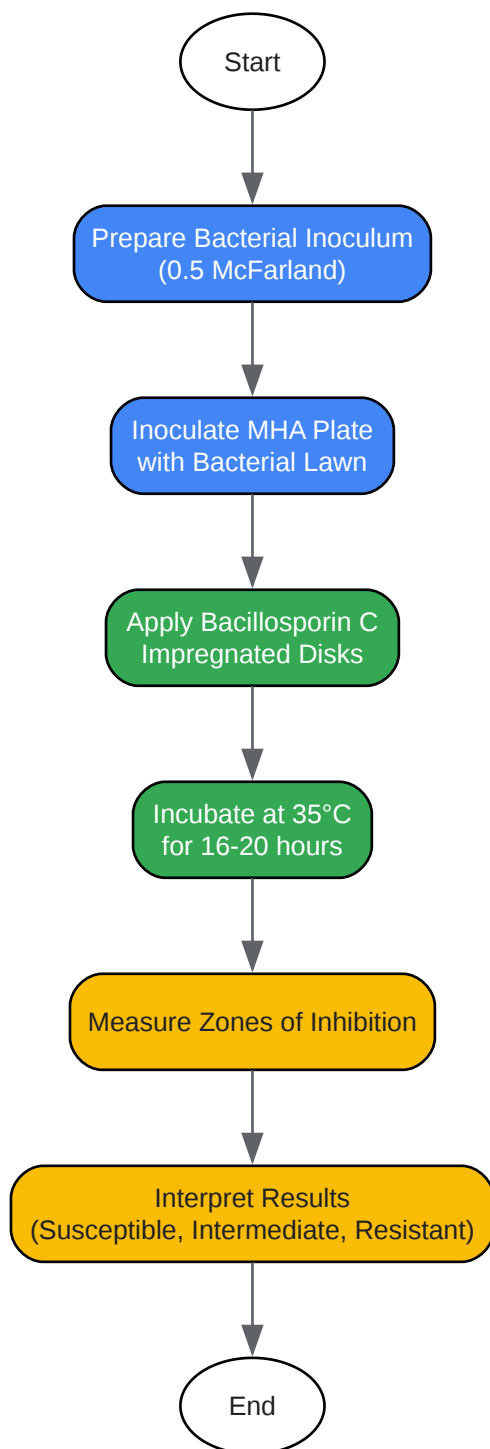 Start
Prepare Bacterial Inoculum
(0.5 McFarland)
Inoculate MHA Plate
with Bacterial Lawn
Apply Bacillosporin C
Impregnated Disks
Incubate at 35°C
for 16-20 hours
Measure Zones of Inhibition
Interpret Results
(Susceptible, Intermediate, Resistant)
End